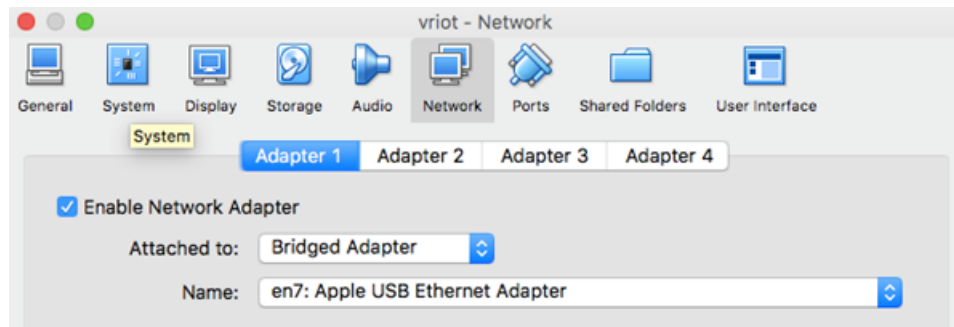 vriot - Network
General System Display Storage Audio Network Ports Shared Folders User Interface
System
Adapter 1 Adapter 2 Adapter 3 Adapter 4
Enable Network Adapter
Attached to: Bridged Adapter
Name: en7: Apple USB Ethernet Adapter